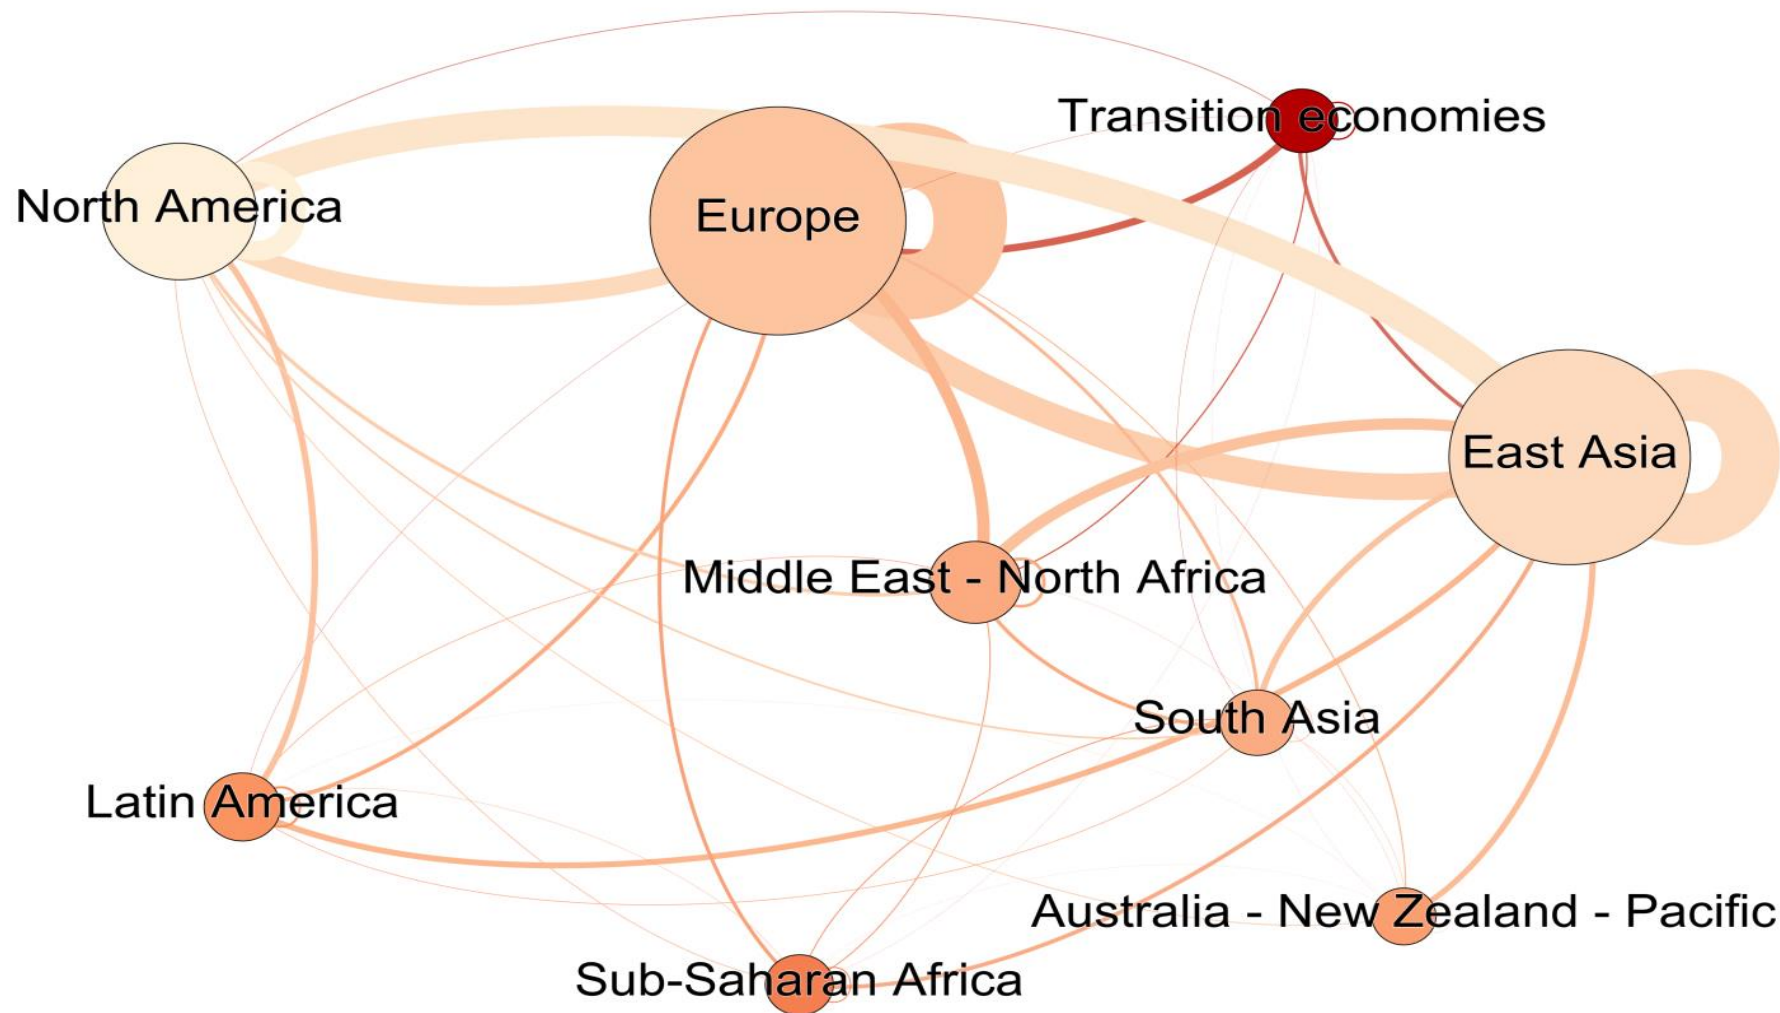 Transition economies
North America
Europe
East Asia
Middle East - North Africa
South Asia
Latin America
Australia - New Zealand - Pacific
Sub-Saharan Africa